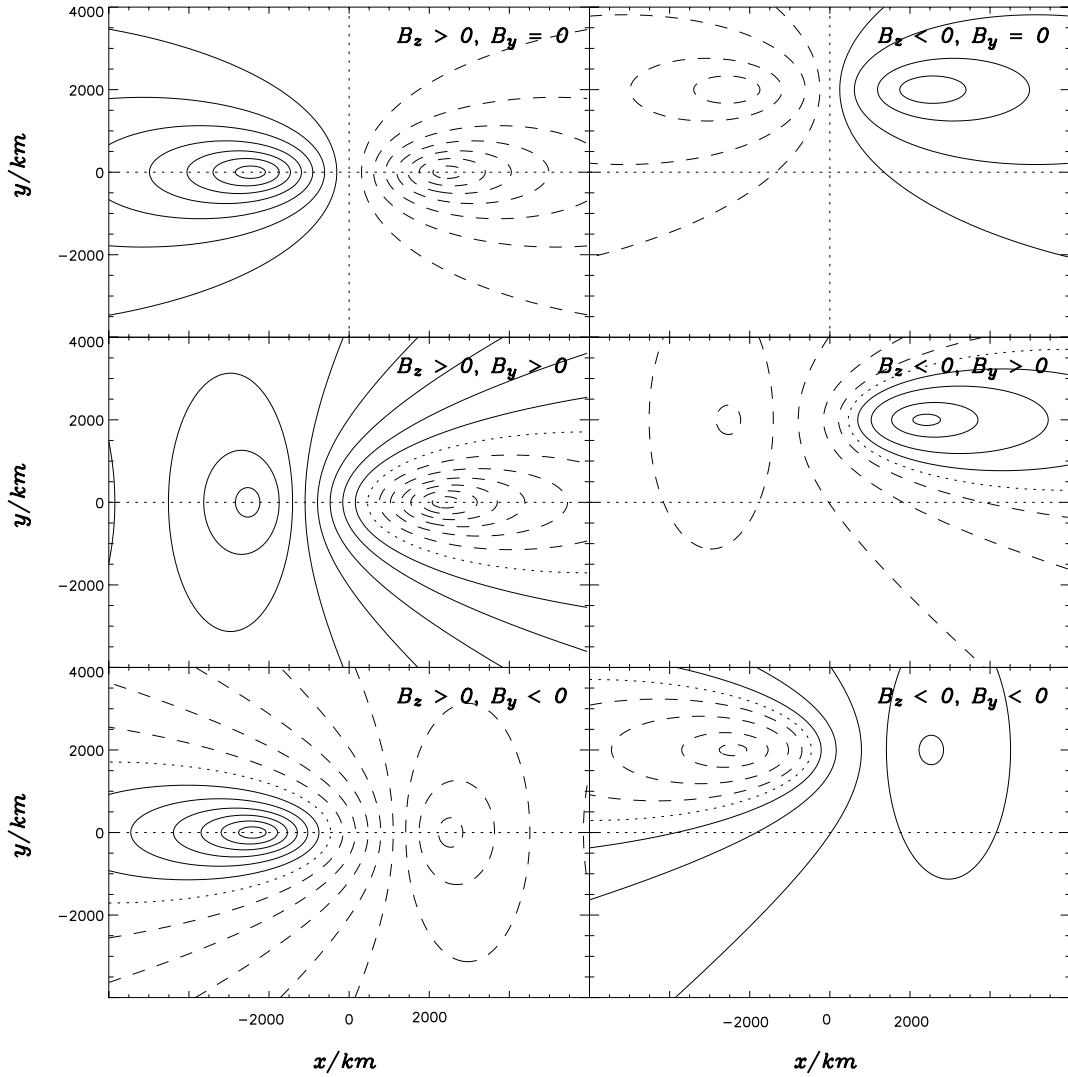 4000
2000
0
−2000
y/km
B_z > 0, B_y = 0
B_z < 0, B_y = 0
4000
2000
0
−2000
y/km
B_z > 0, B_y > 0
B_z < 0, B_y > 0
4000
2000
0
−2000
y/km
B_z > 0, B_y < 0
B_z < 0, B_y < 0
−2000 0 2000
−2000 0 2000
x/km
x/km